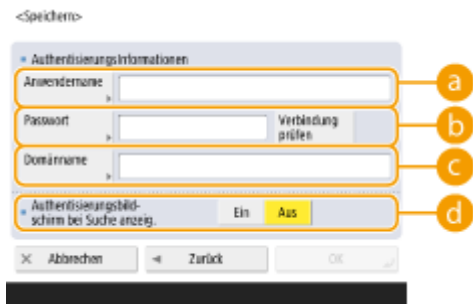 <Speichern>
Authentisierungsinformationen
Anwendername
a
Passwort
Verbindung
prüfen
b
Domänname
c
Authentisierungsbild-
schirm bei Suche anzeig.
Ein
Aus
d
Abbrechen
Zurück
OK